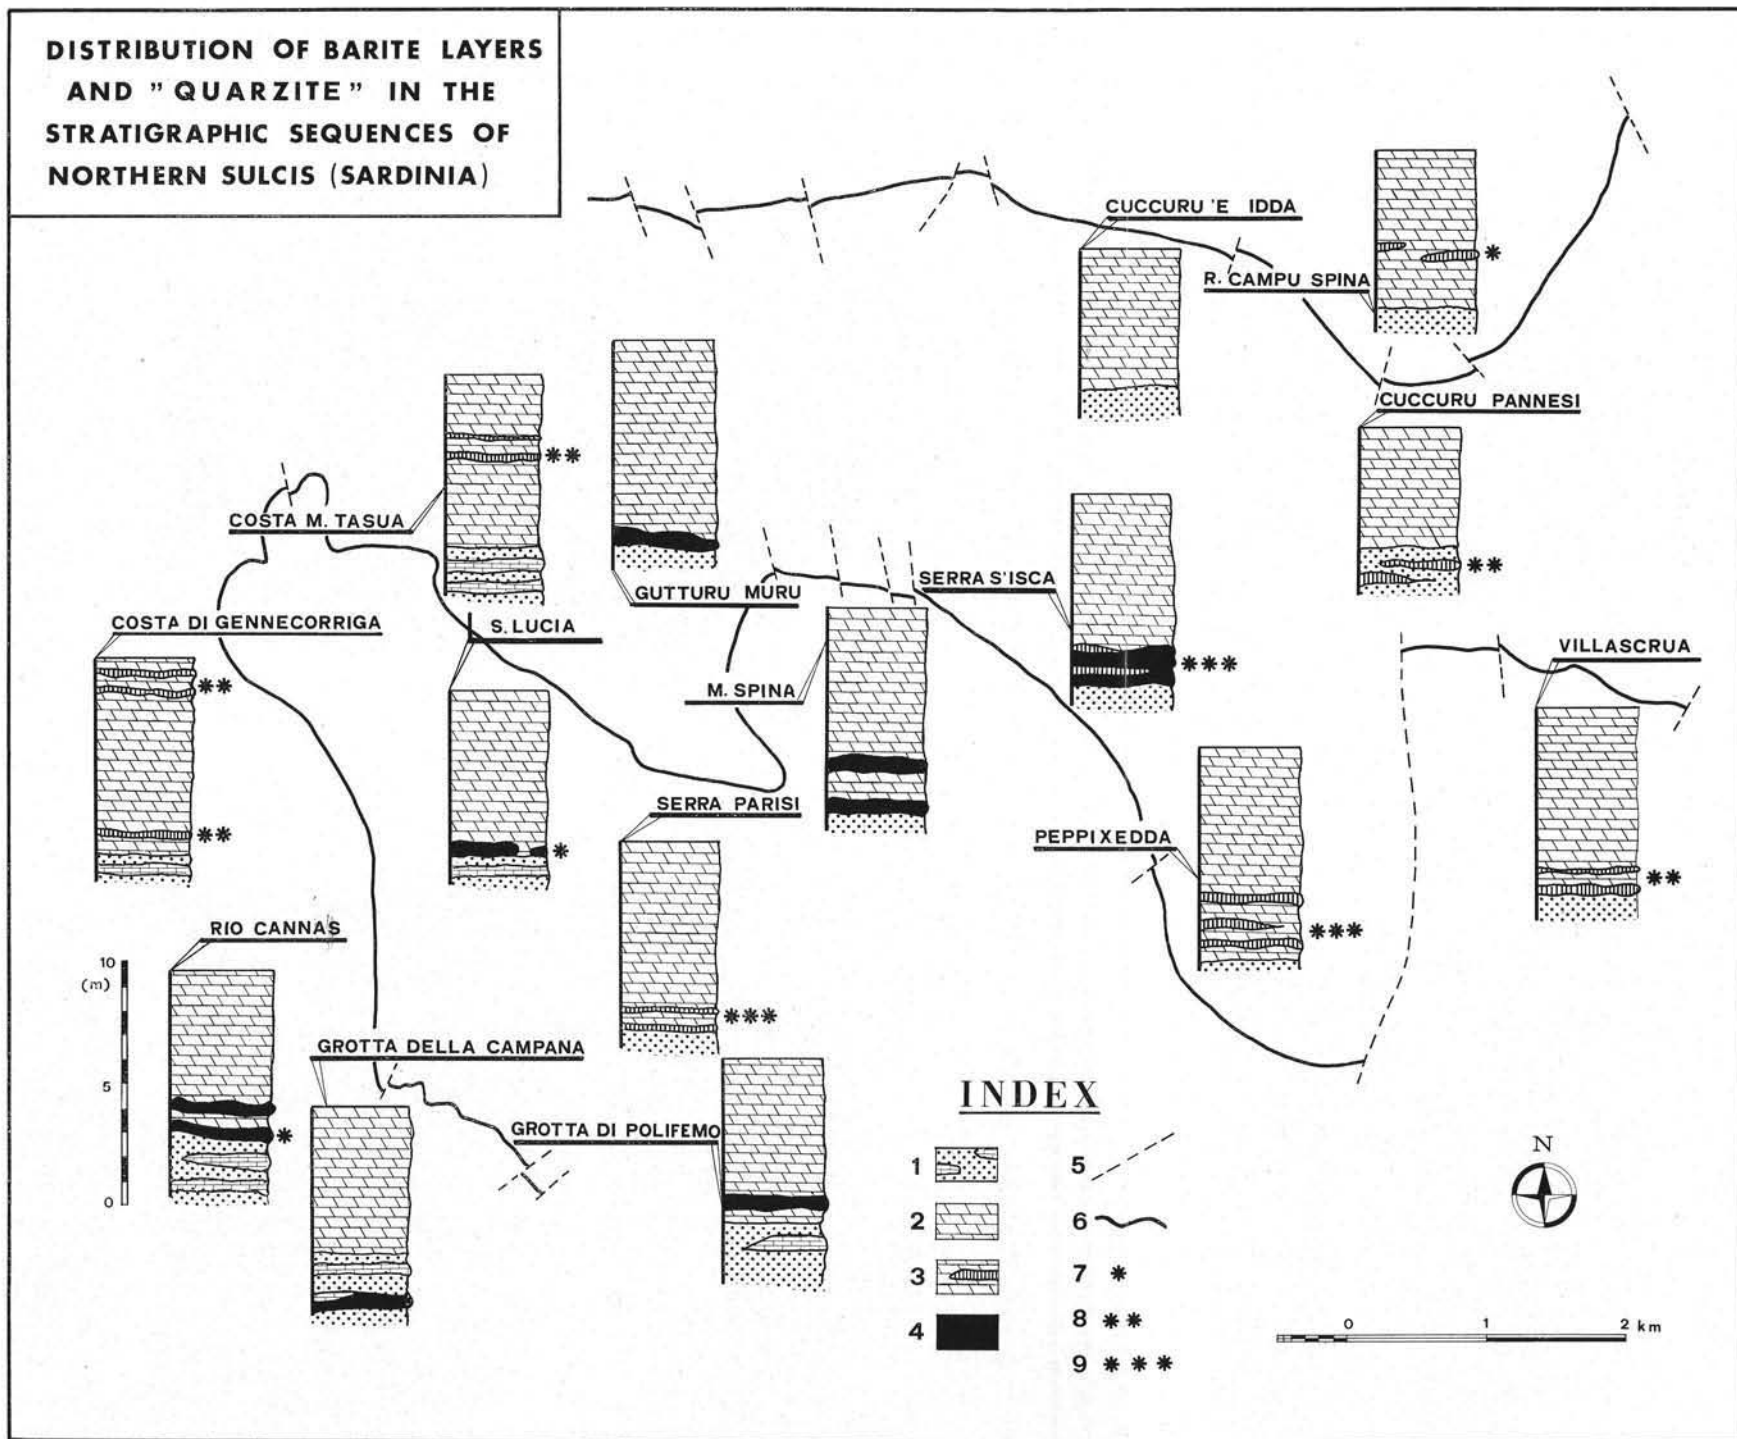 DISTRIBUTION OF BARITE LAYERS
AND " QUARZITE " IN THE
STRATIGRAPHIC SEQUENCES OF
NORTHERN SULCIS (SARDINIA)
CUCCURU 'E IDDA
R. CAMPU SPINA
*
CUCCURU PANNESI
**
COSTA M. TASUA
**
GUTTURU MURU
SERRA S'ISCA
***
COSTA DI GENNECORRIGA
**
**
S. LUCIA
*
M. SPINA
VILLASCRUA
**
SERRA PARISI
***
PEPPIXEDDA
***
RIO CANNAS
*
10
(m)
5
0
GROTTA DELLA CAMPANA
GROTTA DI POLIFEMO
INDEX
1
2
3
4
5
6
7 *
8 **
9 ***
N
0 1 2 km